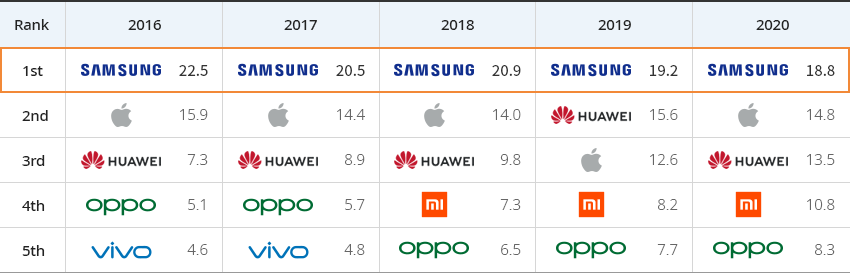 Rank 2016 2017 2018 2019 2020
1st SAMSUNG 22.5 SAMSUNG 20.5 SAMSUNG 20.9 SAMSUNG 19.2 SAMSUNG 18.8
2nd 15.9 14.4 14.0 HUAWEI 15.6 14.8
3rd HUAWEI 7.3 HUAWEI 8.9 HUAWEI 9.8 12.6 HUAWEI 13.5
4th oppo 5.1 oppo 5.7 mi 7.3 mi 8.2 mi 10.8
5th vivo 4.6 vivo 4.8 oppo 6.5 oppo 7.7 oppo 8.3